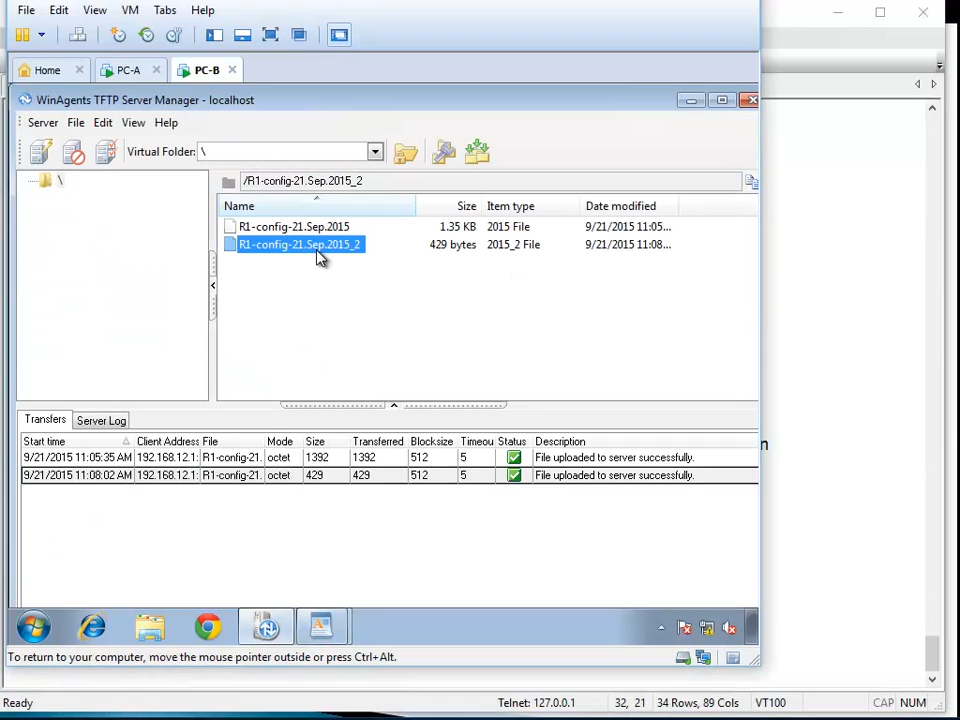 File Edit View VM Tabs Help
Home PC-A PC-B
WinAgents TFTP Server Manager - localhost
Server File Edit View Help
Virtual Folder: \
\
/R1-config-21.Sep.2015_2
Name Size Item type Date modified
R1-config-21.Sep.2015 1.35 KB 2015 File 9/21/2015 11:05...
R1-config-21.Sep.2015_2 429 bytes 2015_2 File 9/21/2015 11:08...
Transfers Server Log
Start time Client Address File Mode Size Transferred Blocksize Timeou Status Description
9/21/2015 11:05:35 AM 192.168.12.1: R1-config-21. octet 1392 1392 512 5 File uploaded to server successfully.
9/21/2015 11:08:02 AM 192.168.12.1: R1-config-21. octet 429 429 512 5 File uploaded to server successfully.
n
To return to your computer, move the mouse pointer outside or press Ctrl+Alt.
Ready Telnet: 127.0.0.1 32, 21 34 Rows, 89 Cols VT100 CAP NUM